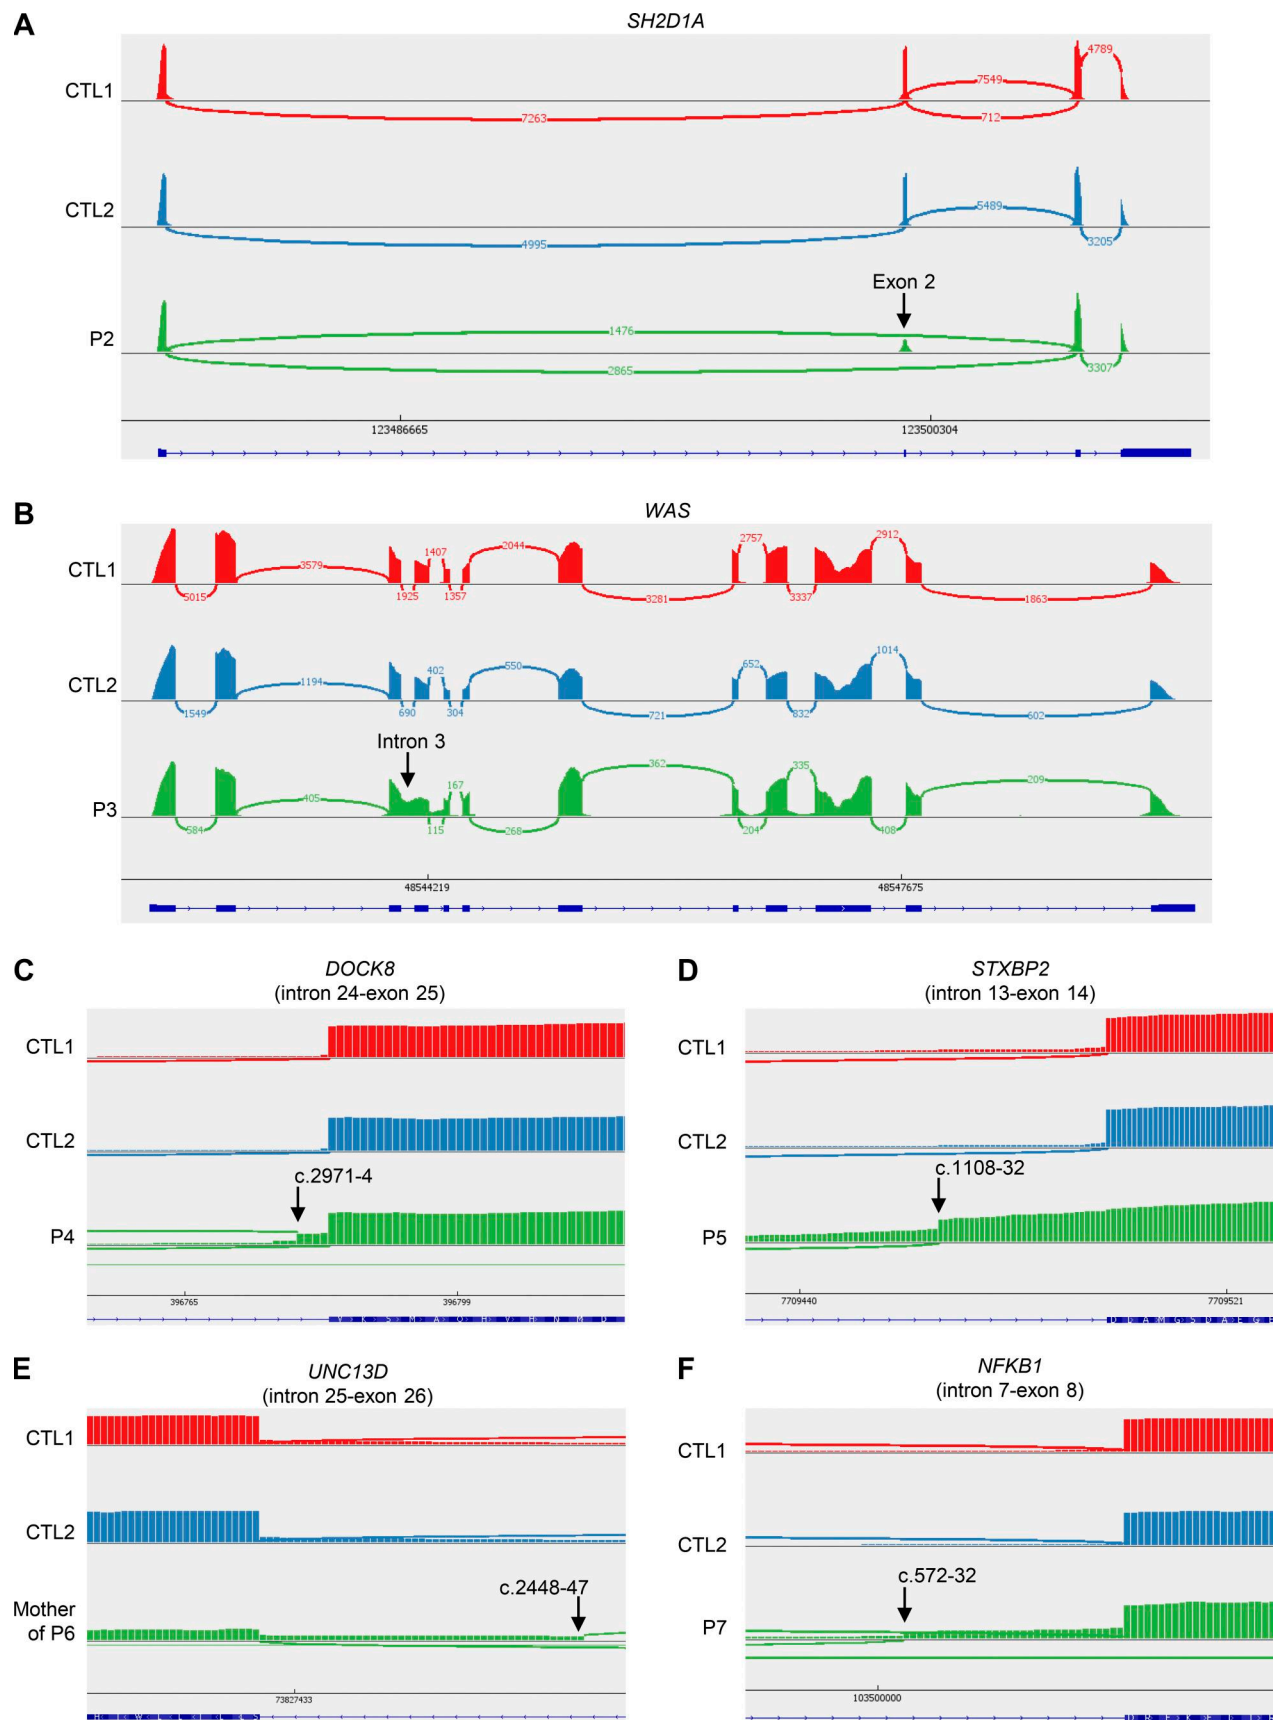 A
SH2D1A
CTL1
4789
7549
7263
712
CTL2
5489
4995
3205
Exon 2
P2
1476
2865
3307
123486665
123500304
B
WAS
CTL1
5015
3579
1925
1407
1357
2044
3281
2757
3337
2912
1863
CTL2
1549
1194
690
402
304
550
721
652
832
1014
602
Intron 3
P3
584
405
115
167
268
362
204
335
408
209
48544219
48547675
C
DOCK8
(intron 24-exon 25)
CTL1
CTL2
c.2971-4
P4
396765
396799
Y K S M A Q H V H N M D
D
STXBP2
(intron 13-exon 14)
CTL1
CTL2
c.1108-32
P5
7709440
7709521
D L A M G S D A E G E
E
UNC13D
(intron 25-exon 26)
CTL1
CTL2
c.2448-47
Mother
of P6
73827433
F
NFKB1
(intron 7-exon 8)
CTL1
CTL2
c.572-32
P7
103500000